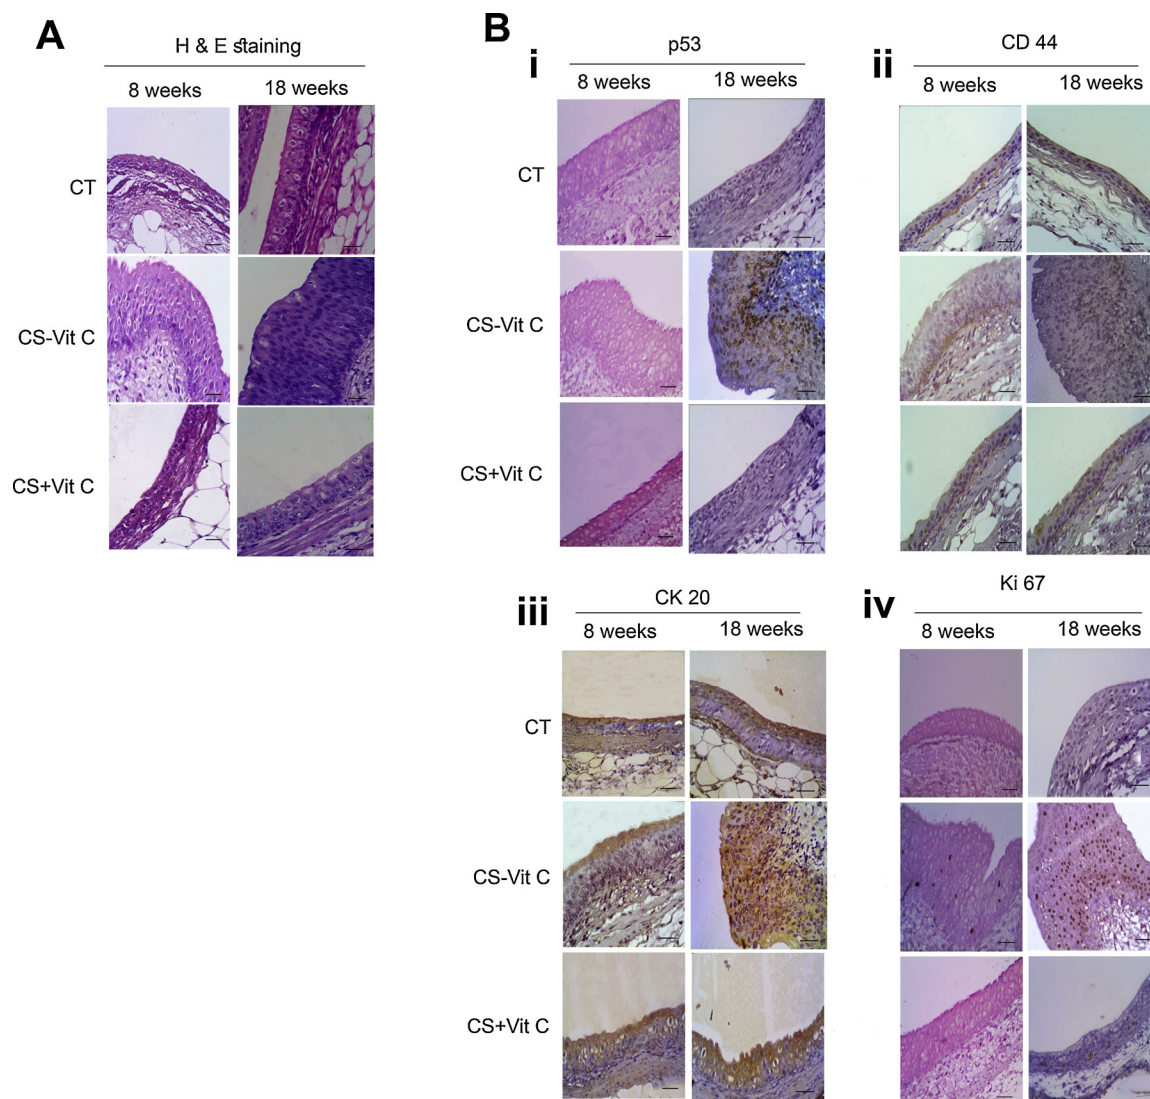 A
H & E staining
8 weeks
18 weeks
CT
CS-Vit C
CS+Vit C
B
i
p53
8 weeks
18 weeks
CT
CS-Vit C
CS+Vit C
ii
CD 44
8 weeks
18 weeks
iii
CK 20
8 weeks
18 weeks
CT
CS-Vit C
CS+Vit C
iv
Ki 67
8 weeks
18 weeks